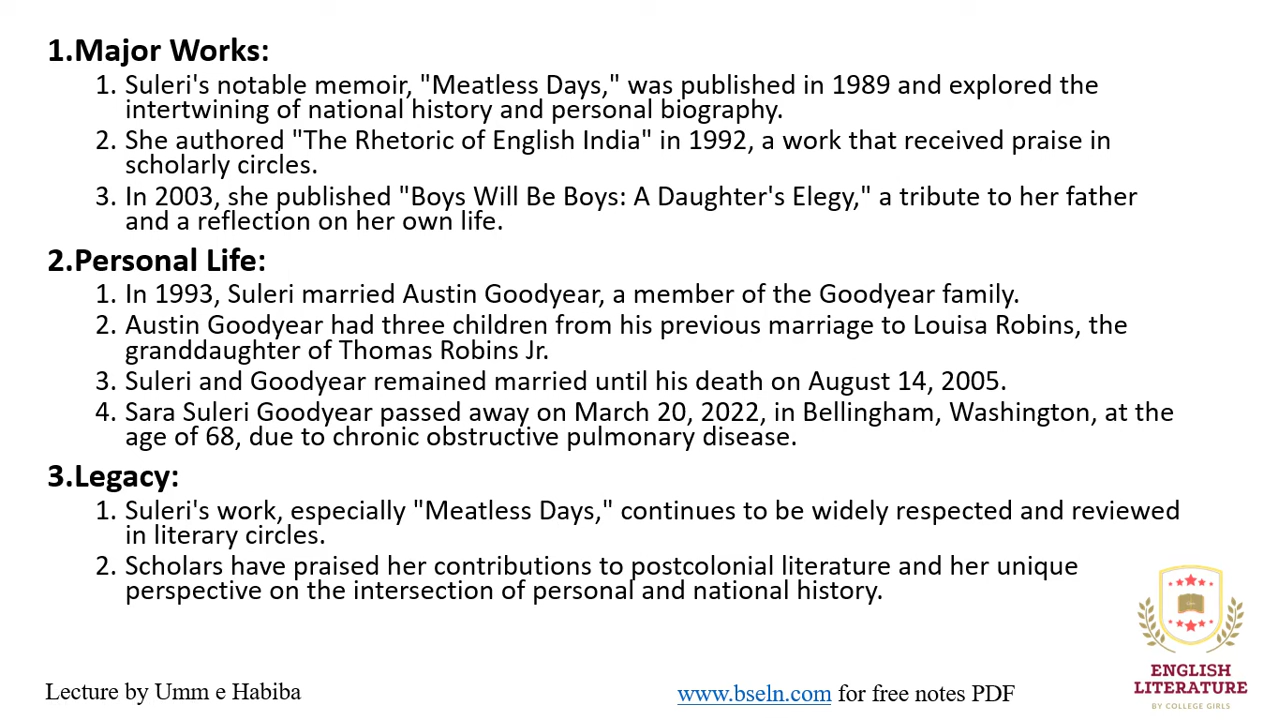 1.Major Works:
1. Suleri's notable memoir, "Meatless Days," was published in 1989 and explored the
intertwining of national history and personal biography.
2. She authored "The Rhetoric of English India" in 1992, a work that received praise in
scholarly circles.
3. In 2003, she published "Boys Will Be Boys: A Daughter's Elegy," a tribute to her father
and a reflection on her own life.
2.Personal Life:
1. In 1993, Suleri married Austin Goodyear, a member of the Goodyear family.
2. Austin Goodyear had three children from his previous marriage to Louisa Robins, the
granddaughter of Thomas Robins Jr.
3. Suleri and Goodyear remained married until his death on August 14, 2005.
4. Sara Suleri Goodyear passed away on March 20, 2022, in Bellingham, Washington, at the
age of 68, due to chronic obstructive pulmonary disease.
3.Legacy:
1. Suleri's work, especially "Meatless Days," continues to be widely respected and reviewed
in literary circles.
2. Scholars have praised her contributions to postcolonial literature and her unique
perspective on the intersection of personal and national history.
Lecture by Umm e Habiba
www.bseln.com for free notes PDF
ENGLISH
LITERATURE
BY COLLEGE GIRLS